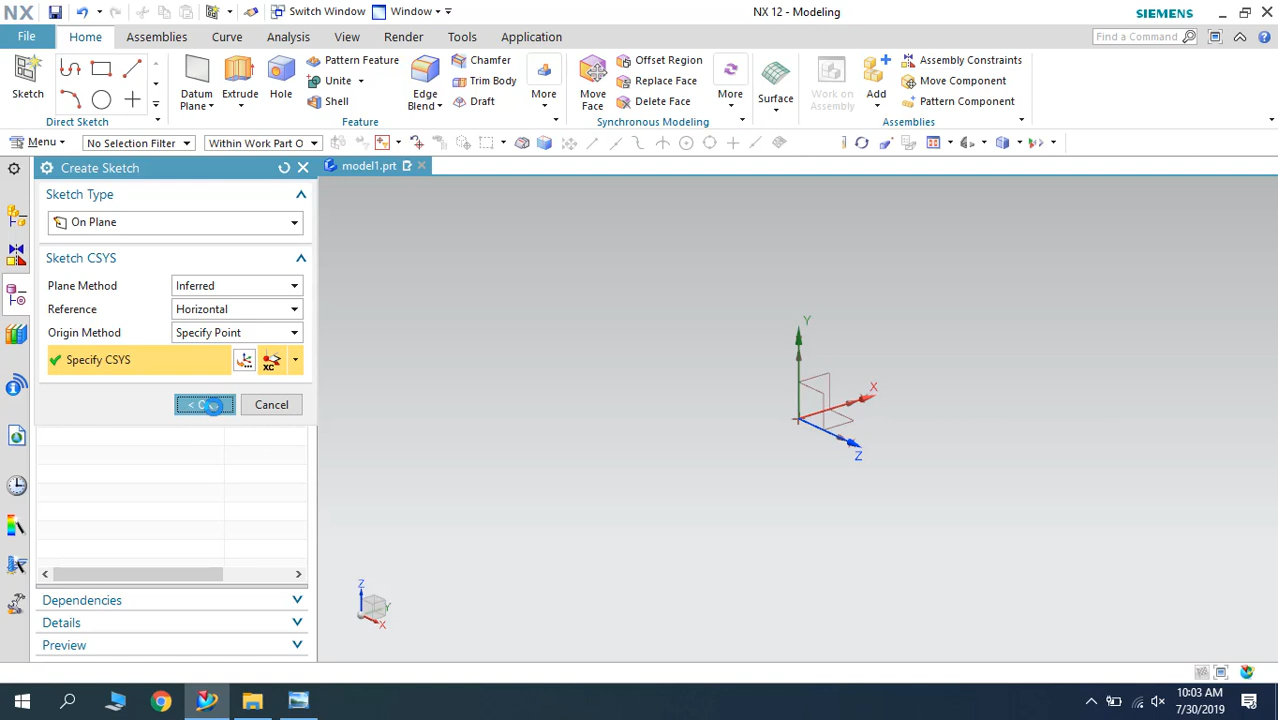 NX
Switch Window
Window
NX 12 - Modeling
SIEMENS
File
Home
Assemblies
Curve
Analysis
View
Render
Tools
Application
Find a Command
Sketch
Direct Sketch
Datum Plane
Extrude
Hole
Pattern Feature
Unite
Shell
Edge Blend
Chamfer
Trim Body
Draft
More
Feature
Move Face
Offset Region
Replace Face
Delete Face
More
Synchronous Modeling
Surface
Work on Assembly
Add
Assembly Constraints
Move Component
Pattern Component
Assemblies
Menu
No Selection Filter
Within Work Part O
Create Sketch
model1.prt
Sketch Type
On Plane
Sketch CSYS
Plane Method
Inferred
Reference
Horizontal
Origin Method
Specify Point
Specify CSYS
XC
Cancel
Dependencies
Details
Preview
Y
X
Z
Z
Y
X
10:03 AM
7/30/2019